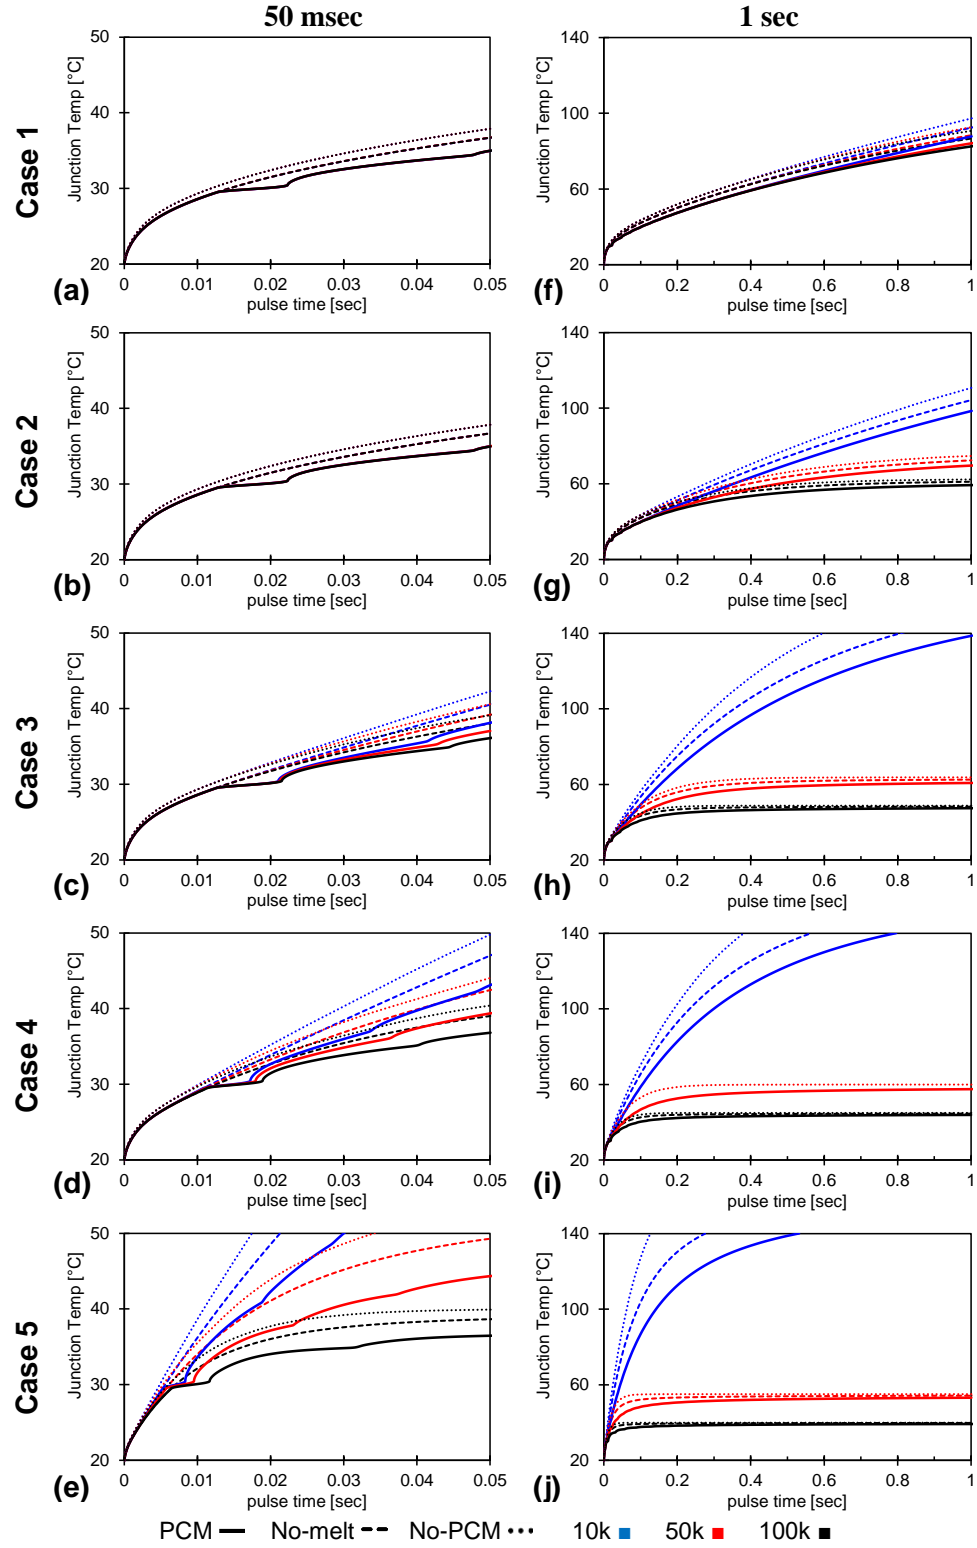 50 msec
1 sec
Case 1
Junction Temp [°C]
50
40
30
20
0
0.01
0.02
0.03
0.04
0.05
pulse time [sec]
(a)
Junction Temp [°C]
140
100
60
20
0
0.2
0.4
0.6
0.8
1
pulse time [sec]
(f)
Case 2
Junction Temp [°C]
50
40
30
20
0
0.01
0.02
0.03
0.04
0.05
pulse time [sec]
(b)
Junction Temp [°C]
140
100
60
20
0
0.2
0.4
0.6
0.8
1
pulse time [sec]
(g)
Case 3
Junction Temp [°C]
50
40
30
20
0
0.01
0.02
0.03
0.04
0.05
pulse time [sec]
(c)
Junction Temp [°C]
140
100
60
20
0
0.2
0.4
0.6
0.8
1
pulse time [sec]
(h)
Case 4
Junction Temp [°C]
50
40
30
20
0
0.01
0.02
0.03
0.04
0.05
pulse time [sec]
(d)
Junction Temp [°C]
140
100
60
20
0
0.2
0.4
0.6
0.8
1
pulse time [sec]
(i)
Case 5
Junction Temp [°C]
50
40
30
20
0
0.01
0.02
0.03
0.04
0.05
pulse time [sec]
(e)
Junction Temp [°C]
140
100
60
20
0
0.2
0.4
0.6
0.8
1
pulse time [sec]
(j)
PCM No-melt No-PCM 10k 50k 100k